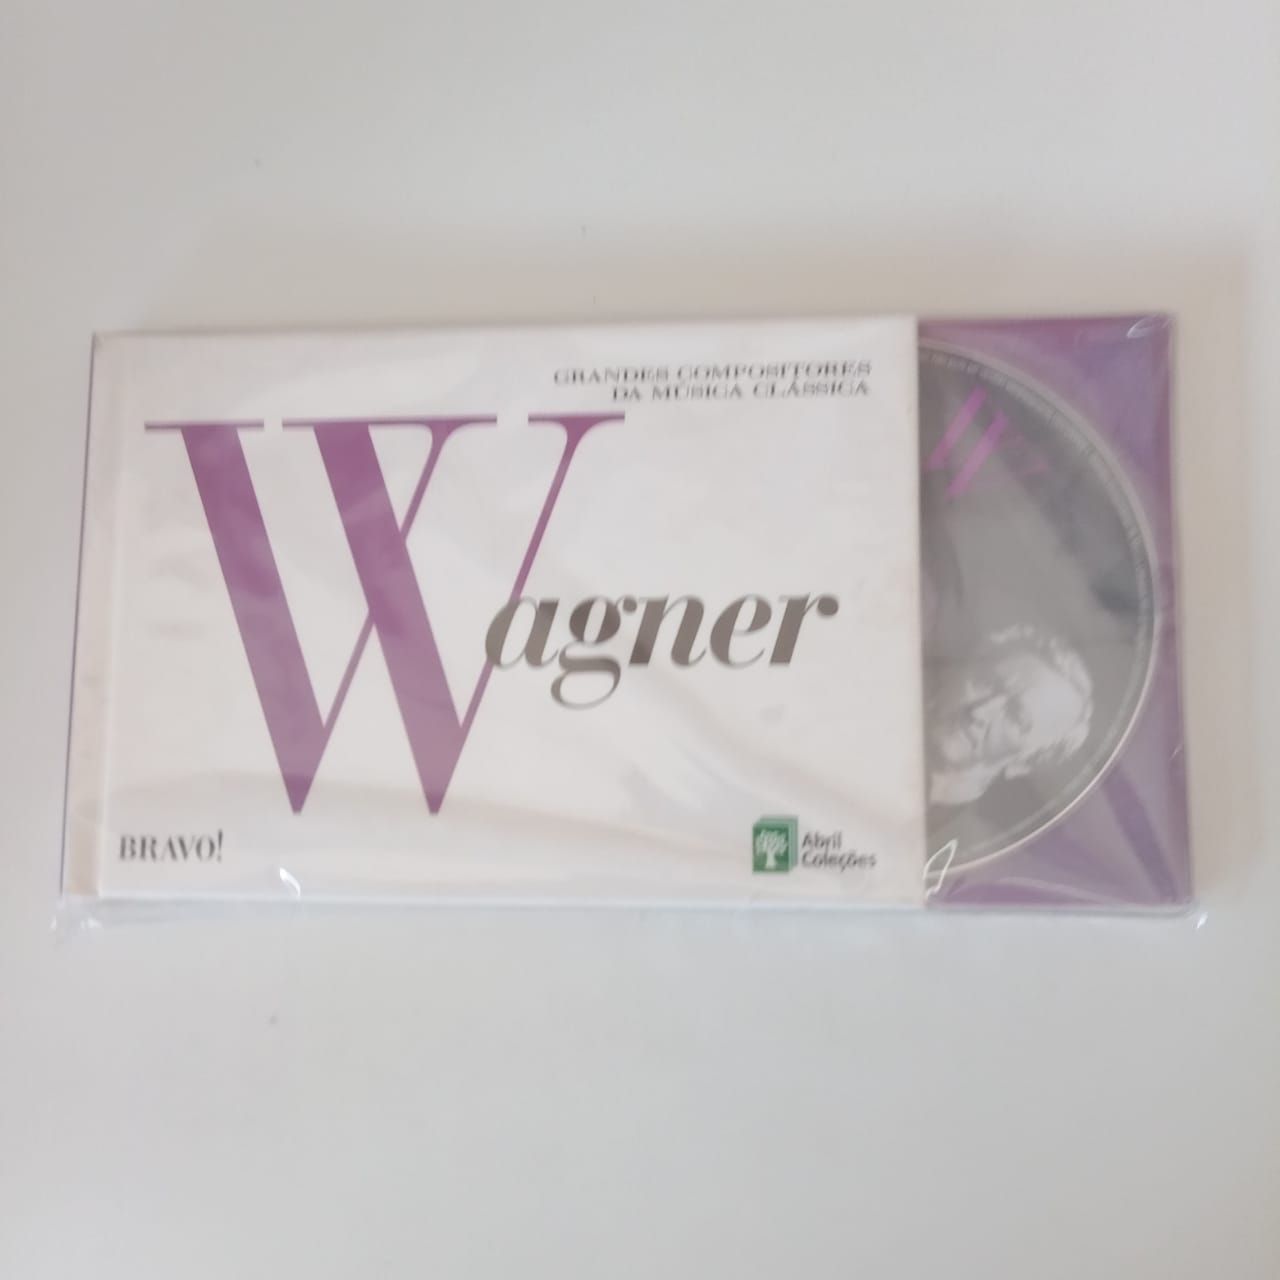 GRANDES COMPOSITORES
DA MÚSICA CLÁSSICA
Wagner
BRAVO!
Abril
Coleções